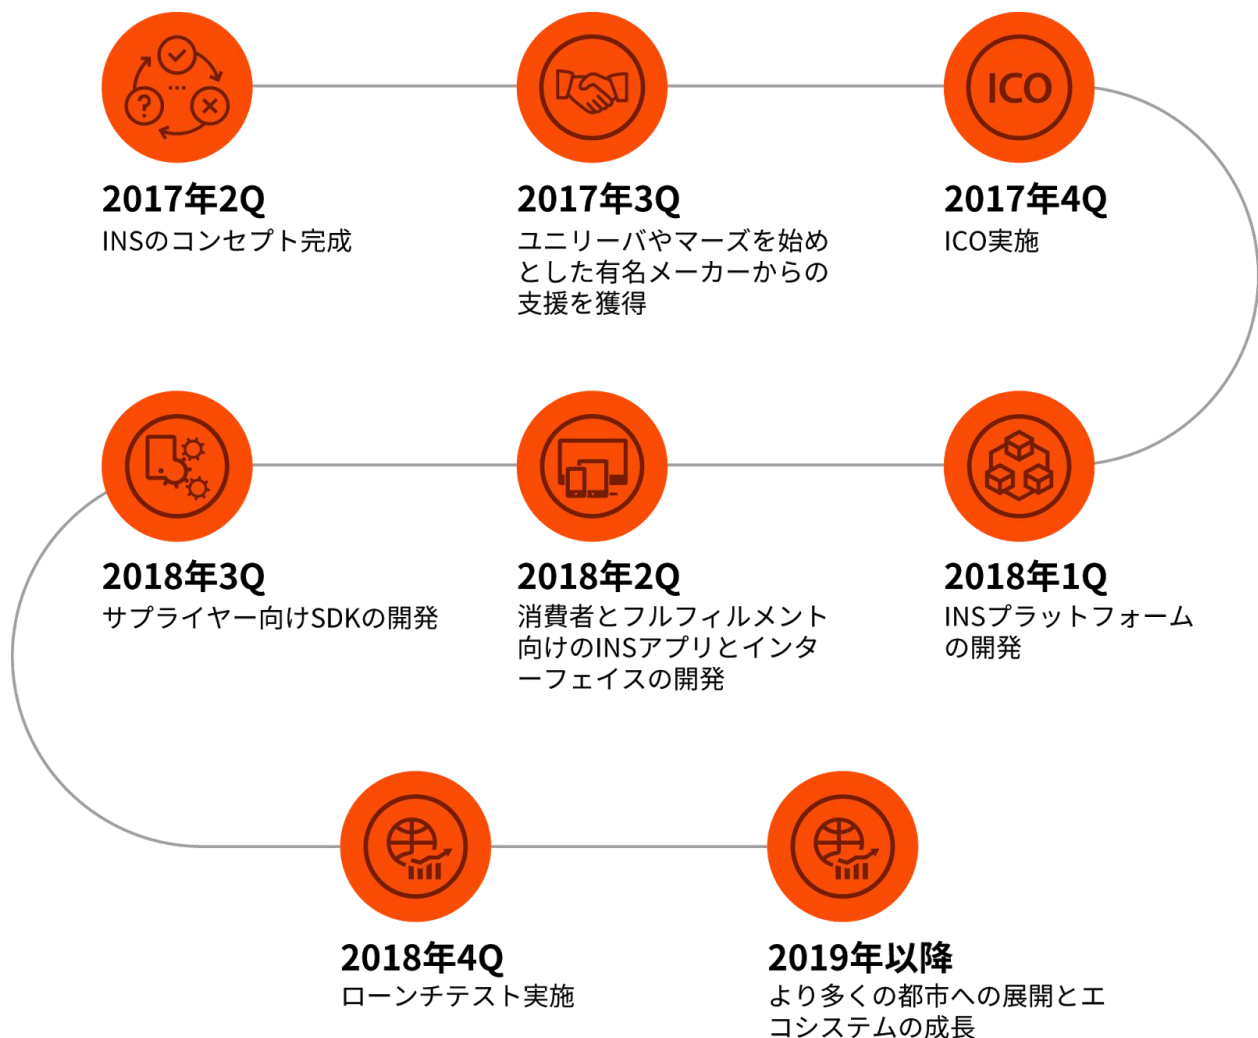 ICO
2017年2Q
INSのコンセプト完成
2017年3Q
ユニリーバやマーズを始め
とした有名メーカーからの
支援を獲得
2017年4Q
ICO実施
2018年3Q
サプライヤー向けSDKの開発
2018年2Q
消費者とフルフィルメント
向けのINSアプリとインタ
ーフェイスの開発
2018年1Q
INSプラットフォーム
の開発
2018年4Q
ローンチテスト実施
2019年以降
より多くの都市への展開とエ
コシステムの成長